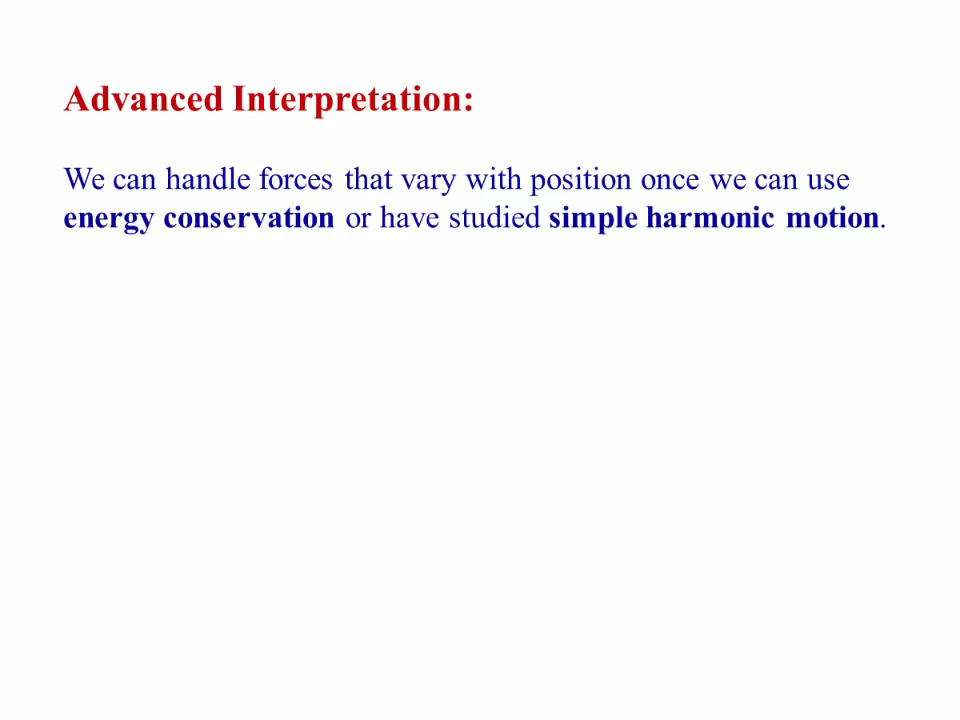 Advanced Interpretation:
We can handle forces that vary with position once we can use
energy conservation or have studied simple harmonic motion.